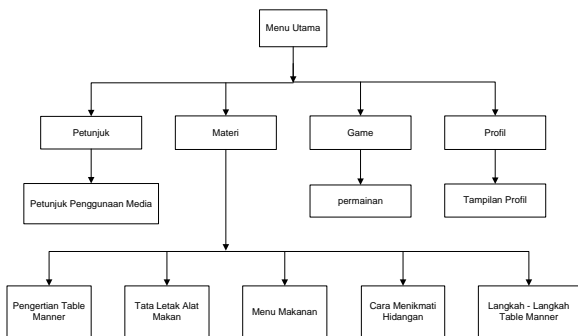 Menu Utama
Petunjuk
Materi
Game
Profil
Petunjuk Penggunaan Media
permainan
Tampilan Profil
Pengertian Table
Manner
Tata Letak Alat
Makan
Menu Makanan
Cara Menikmati
Hidangan
Langkah - Langkah
Table Manner